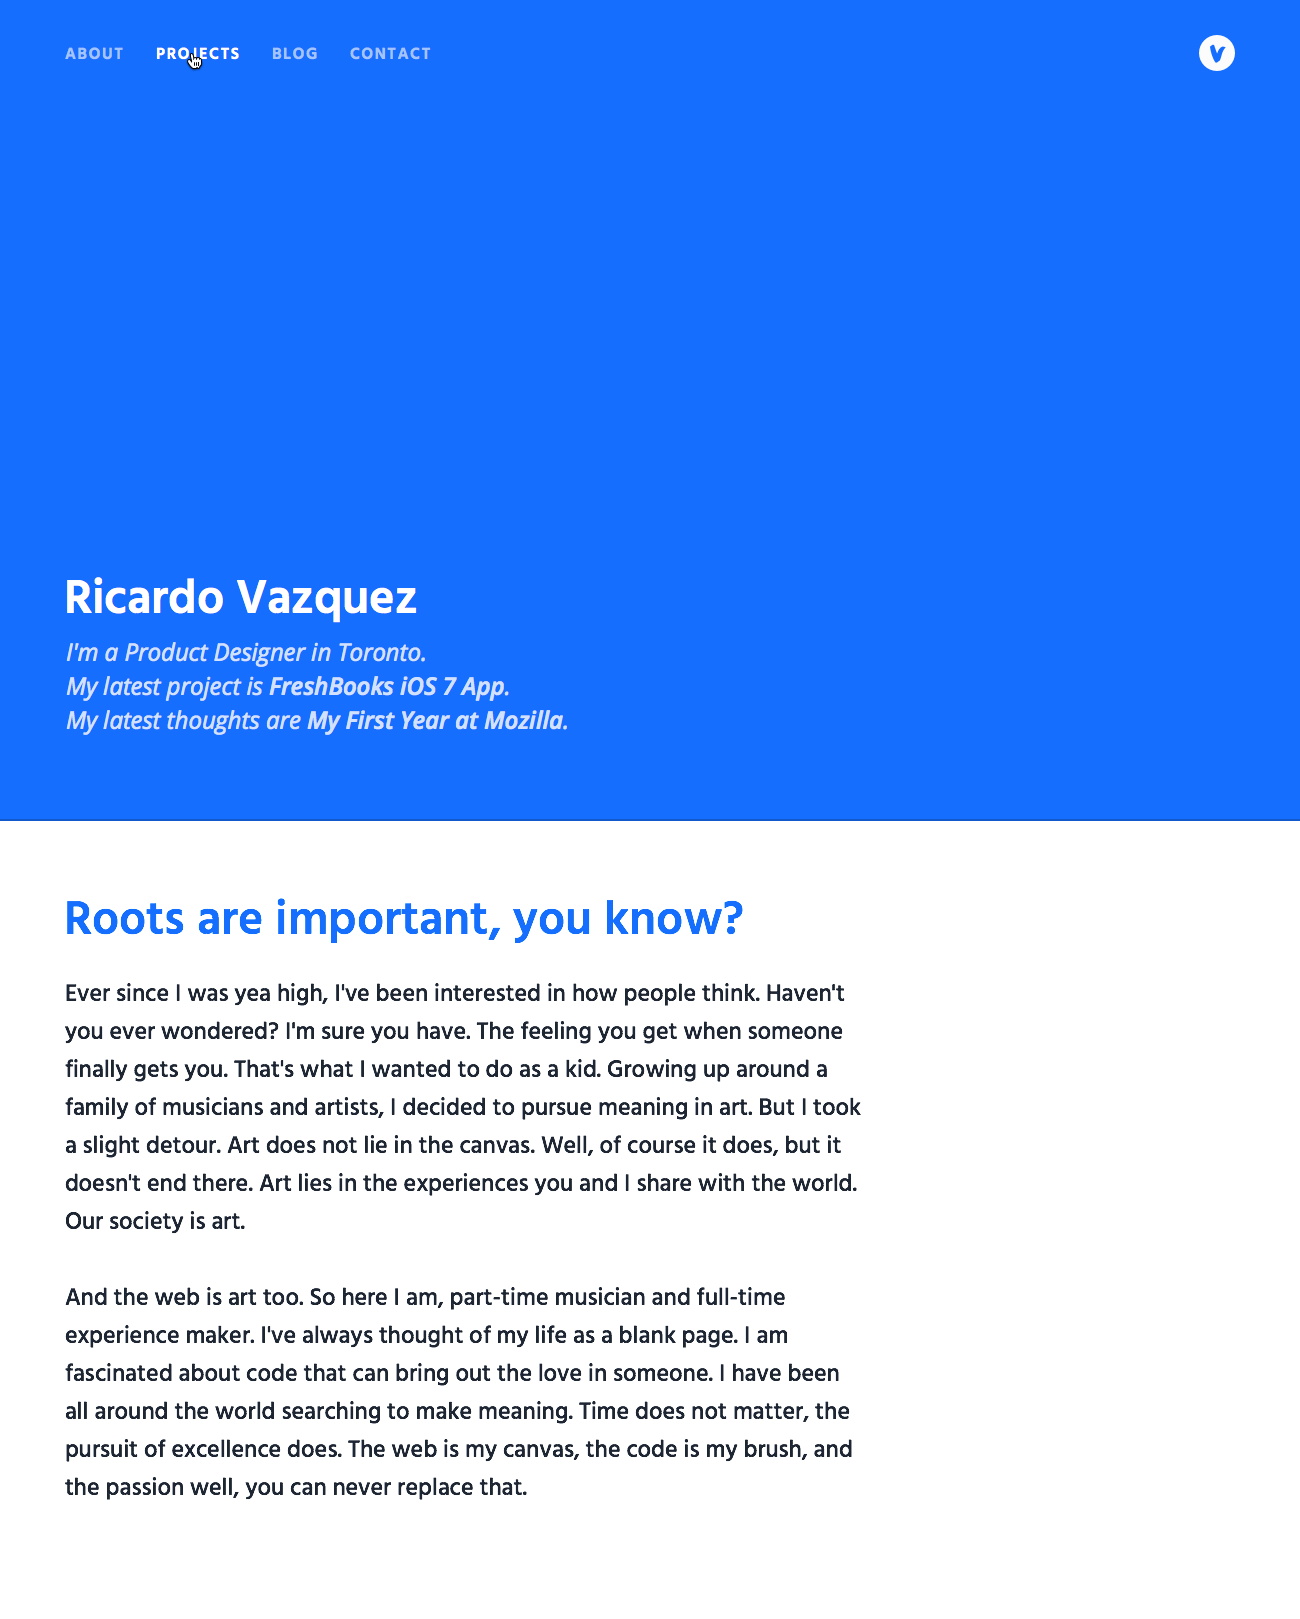 ABOUT PROJECTS BLOG CONTACT V
Ricardo Vazquez
I'm a Product Designer in Toronto.
My latest project is FreshBooks iOS 7 App.
My latest thoughts are My First Year at Mozilla.
Roots are important, you know?
Ever since I was yea high, I've been interested in how people think. Haven't
you ever wondered? I'm sure you have. The feeling you get when someone
finally gets you. That's what I wanted to do as a kid. Growing up around a
family of musicians and artists, I decided to pursue meaning in art. But I took
a slight detour. Art does not lie in the canvas. Well, of course it does, but it
doesn't end there. Art lies in the experiences you and I share with the world.
Our society is art.
And the web is art too. So here I am, part-time musician and full-time
experience maker. I've always thought of my life as a blank page. I am
fascinated about code that can bring out the love in someone. I have been
all around the world searching to make meaning. Time does not matter, the
pursuit of excellence does. The web is my canvas, the code is my brush, and
the passion well, you can never replace that.